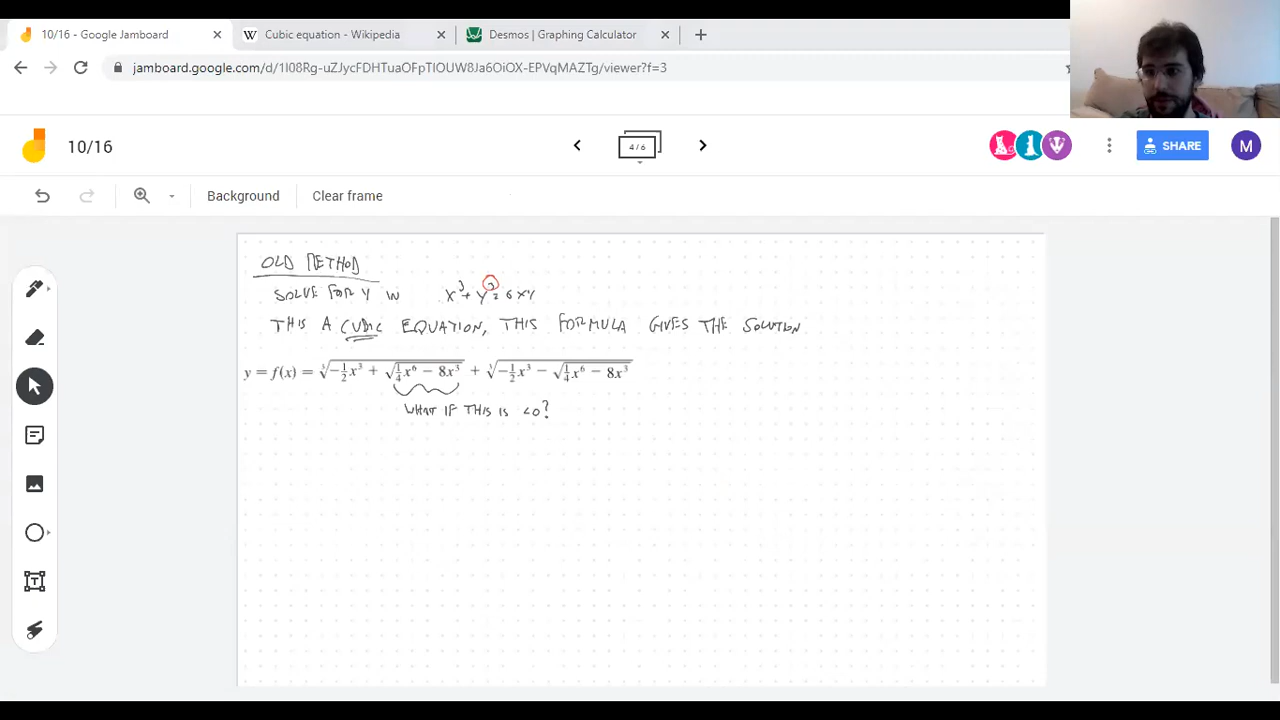 10/16 - Google Jamboard
Cubic equation - Wikipedia
Desmos | Graphing Calculator
jamboard.google.com/d/1I08Rg-uZJycFDHTuaOFpTIOUW8Ja6OiOX-EPVqMAZTg/viewer?f=3
10/16
4 / 6
SHARE
M
Background
Clear frame
OLD METHOD
SOLVE FOR Y IN x³ + y³ = 6xy
THIS A CUBIC EQUATION, THIS FORMULA GIVES THE SOLUTION
y = f(x) = ∛(−½x³ + √(¼x⁶ − 8x³)) + ∛(−½x³ − √(¼x⁶ − 8x³))
WHAT IF THIS IS <0?